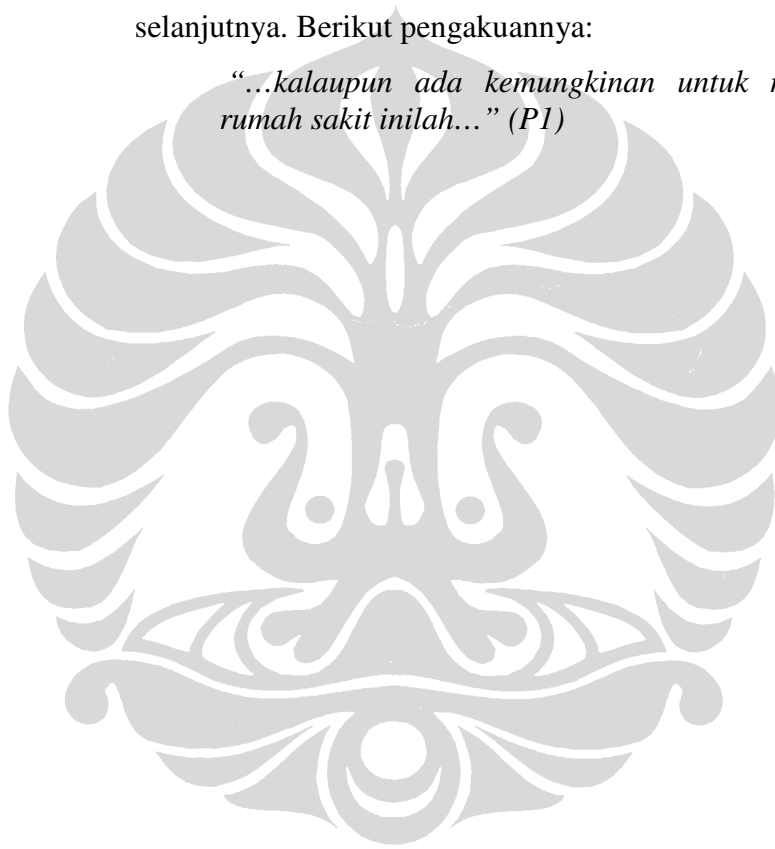 selanjutnya. Berikut pengakuannya:
“…kalaupun ada kemungkinan untuk
rumah sakit inilah…” (P1)